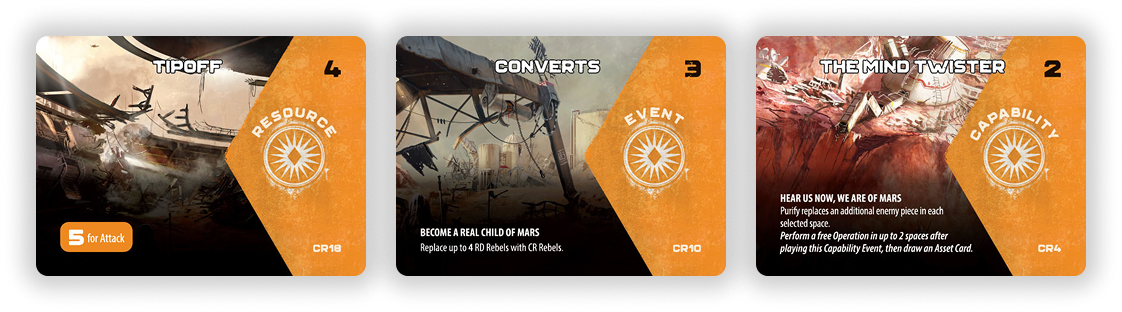 TIPOFF
4
RESOURCE
5 for Attack
CR18
CONVERTS
3
EVENT
BECOME A REAL CHILD OF MARS
Replace up to 4 RD Rebels with CR Rebels.
CR10
THE MIND TWISTER
2
CAPABILITY
HEAR US NOW, WE ARE OF MARS
Purify replaces an additional enemy piece in each
selected space.
Perform a free Operation in up to 2 spaces after
playing this Capability Event, then draw an Asset Card.
CR4